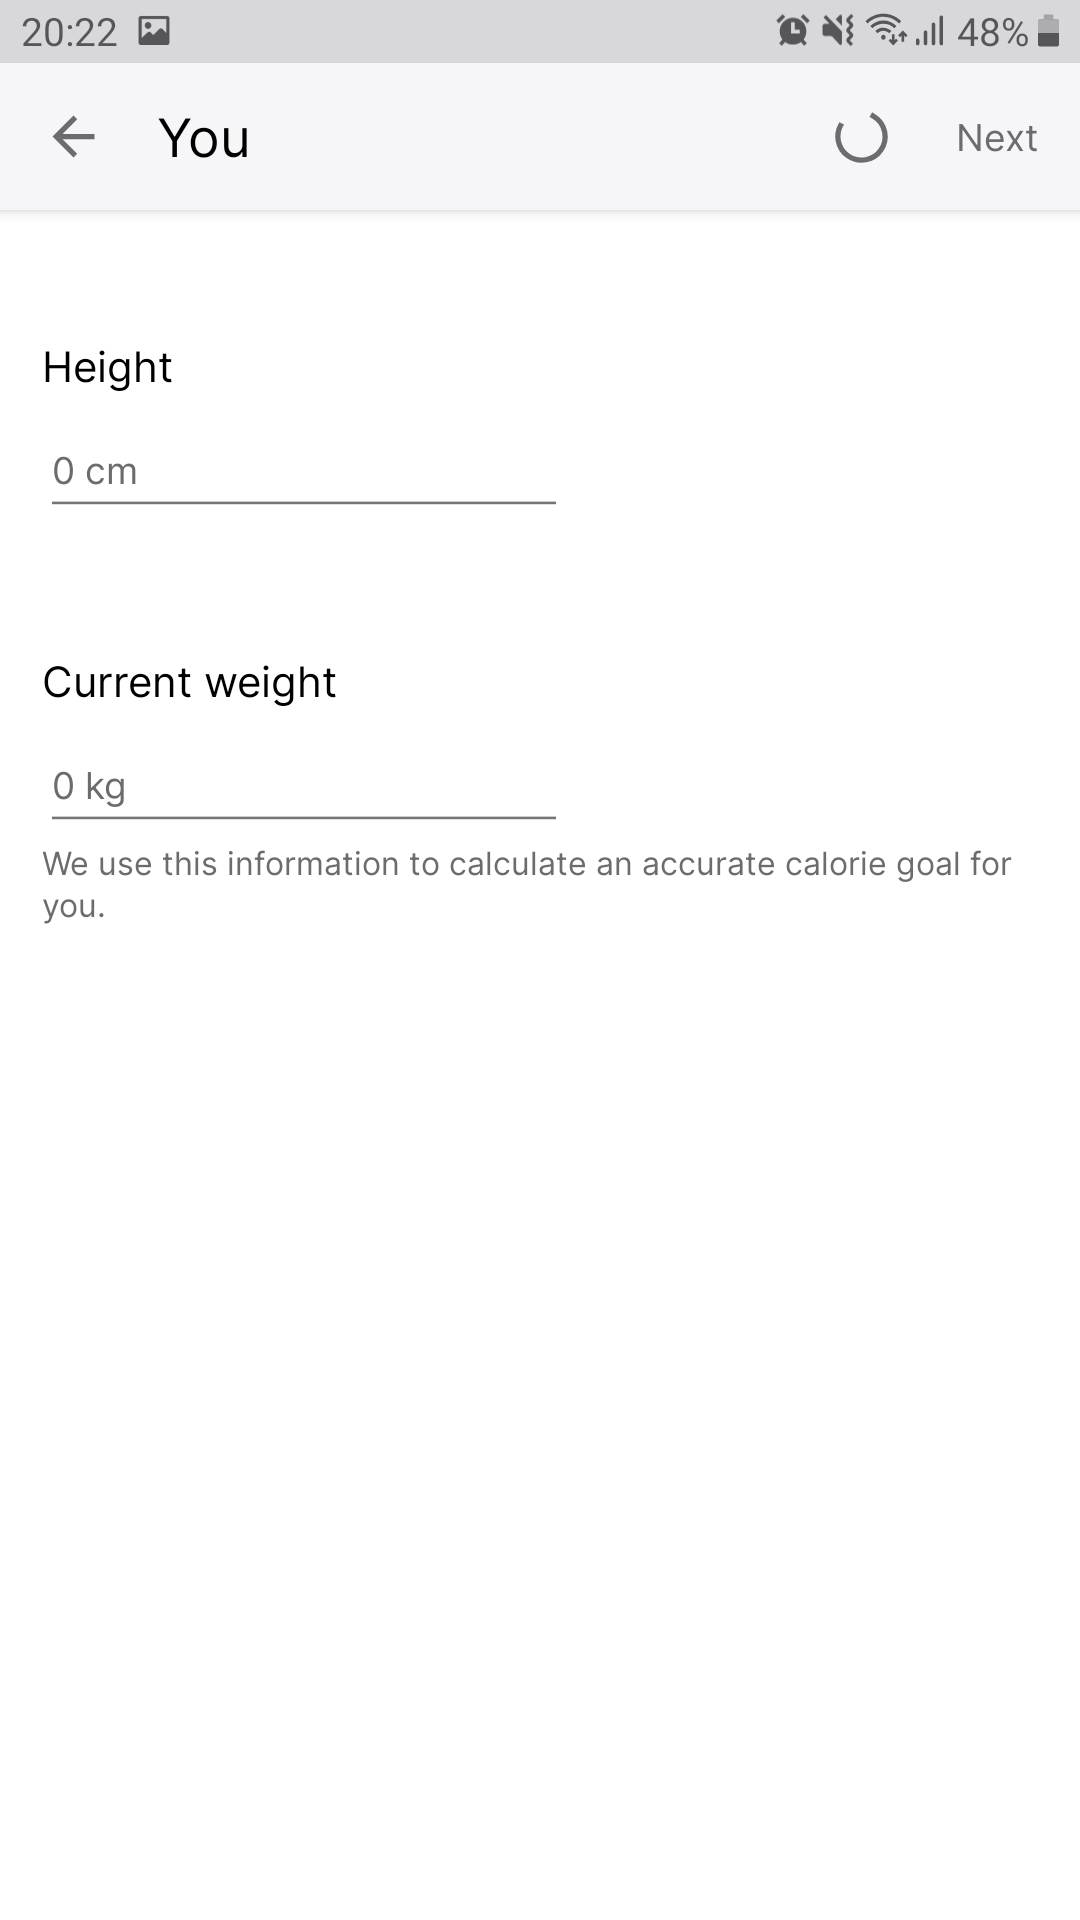 20:22 48%
You Next
Height
0 cm
Current weight
0 kg
We use this information to calculate an accurate calorie goal for
you.